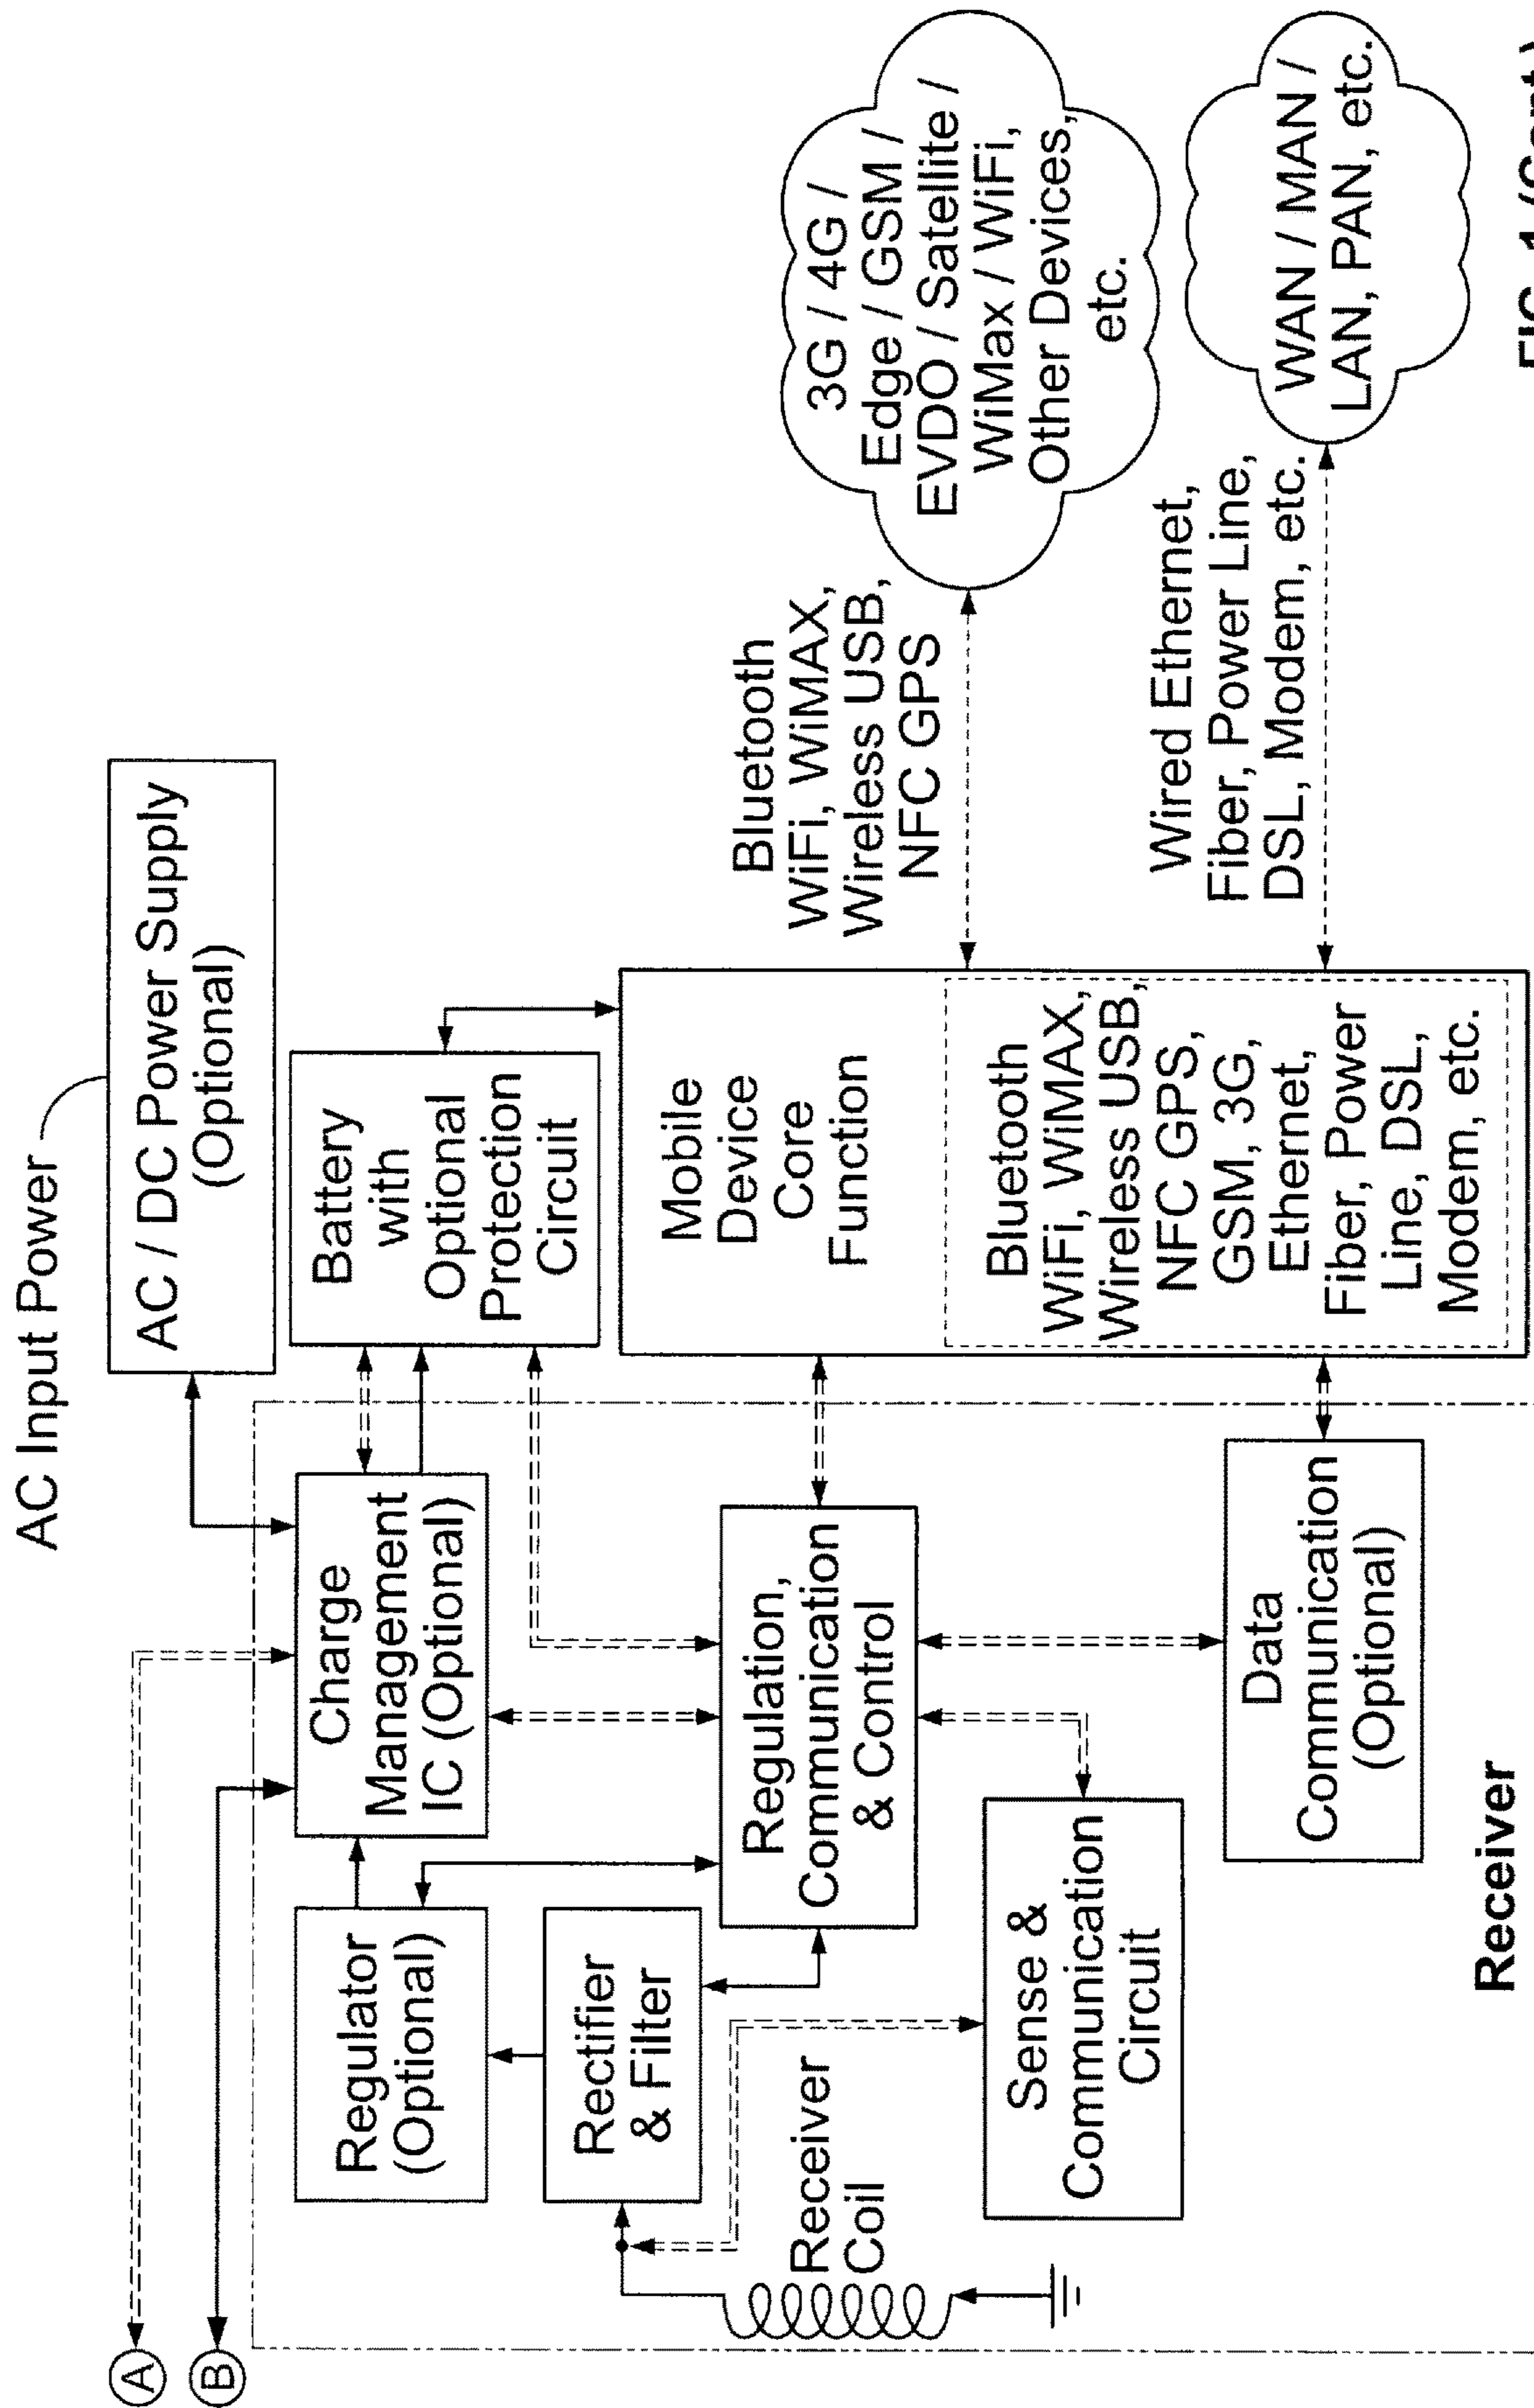 AC Input Power
AC / DC Power Supply
(Optional)
A
B
Charge
Management
IC (Optional)
Battery
with
Optional
Protection
Circuit
Regulator
(Optional)
Rectifier
& Filter
Regulation,
Communication
& Control
Mobile
Device
Core
Function
Bluetooth
WiFi, WiMAX,
Wireless USB,
NFC GPS,
GSM, 3G,
Ethernet,
Fiber, Power
Line, DSL,
Modem, etc.
Bluetooth
WiFi, WiMAX,
Wireless USB,
NFC GPS
3G / 4G /
Edge / GSM /
EVDO / Satellite /
WiMax / WiFi,
Other Devices,
etc.
Receiver
Coil
Sense &
Communication
Circuit
Data
Communication
(Optional)
Wired Ethernet,
Fiber, Power Line,
DSL, Modem, etc.
WAN / MAN /
LAN, PAN, etc.
Receiver
FIG. 1 (Cont.)